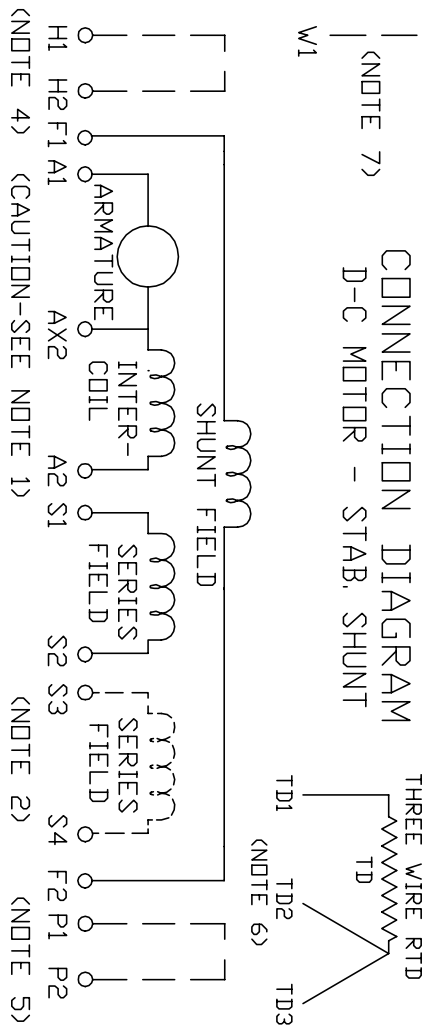 CONNECTION DIAGRAM
D-C MOTOR - STAB. SHUNT
W1
(NOTE 7)
THREE WIRE RTD
TD
TD1
TD2
TD3
(NOTE 6)
SHUNT FIELD
ARMATURE
INTER-
COIL
SERIES
FIELD
SERIES
FIELD
H1
H2
F1
A1
AX2
A2
S1
S2
S3
S4
F2
P1
P2
(NOTE 4)
(CAUTION-SEE NOTE 1)
(NOTE 2)
(NOTE 5)